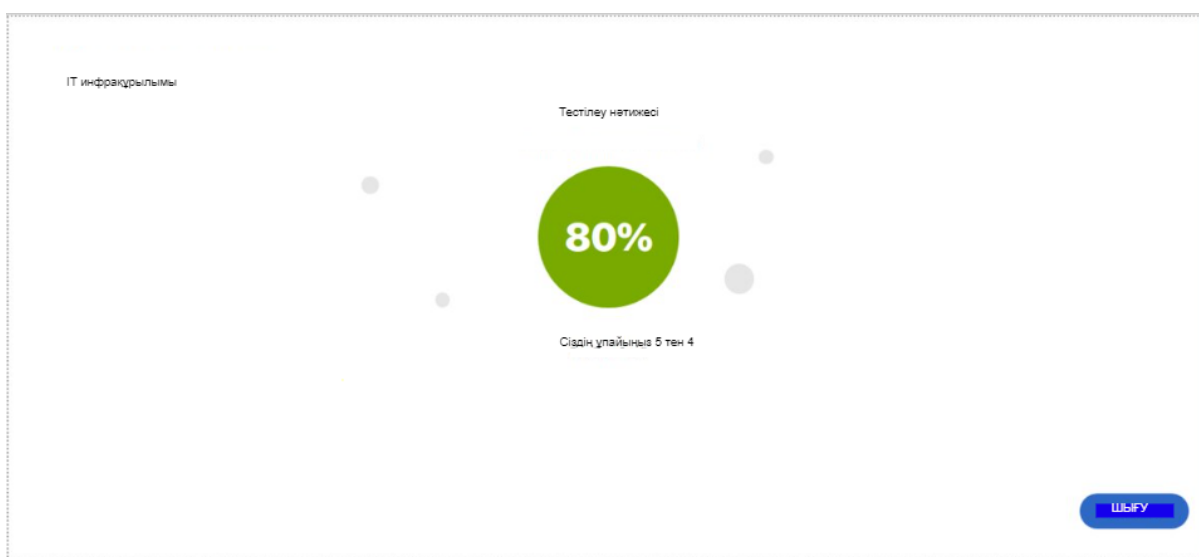 IT инфрақұрылымы
Тестілеу нәтижесі
80%
Сіздің ұпайыңыз 5 тен 4
ШЫҒУ